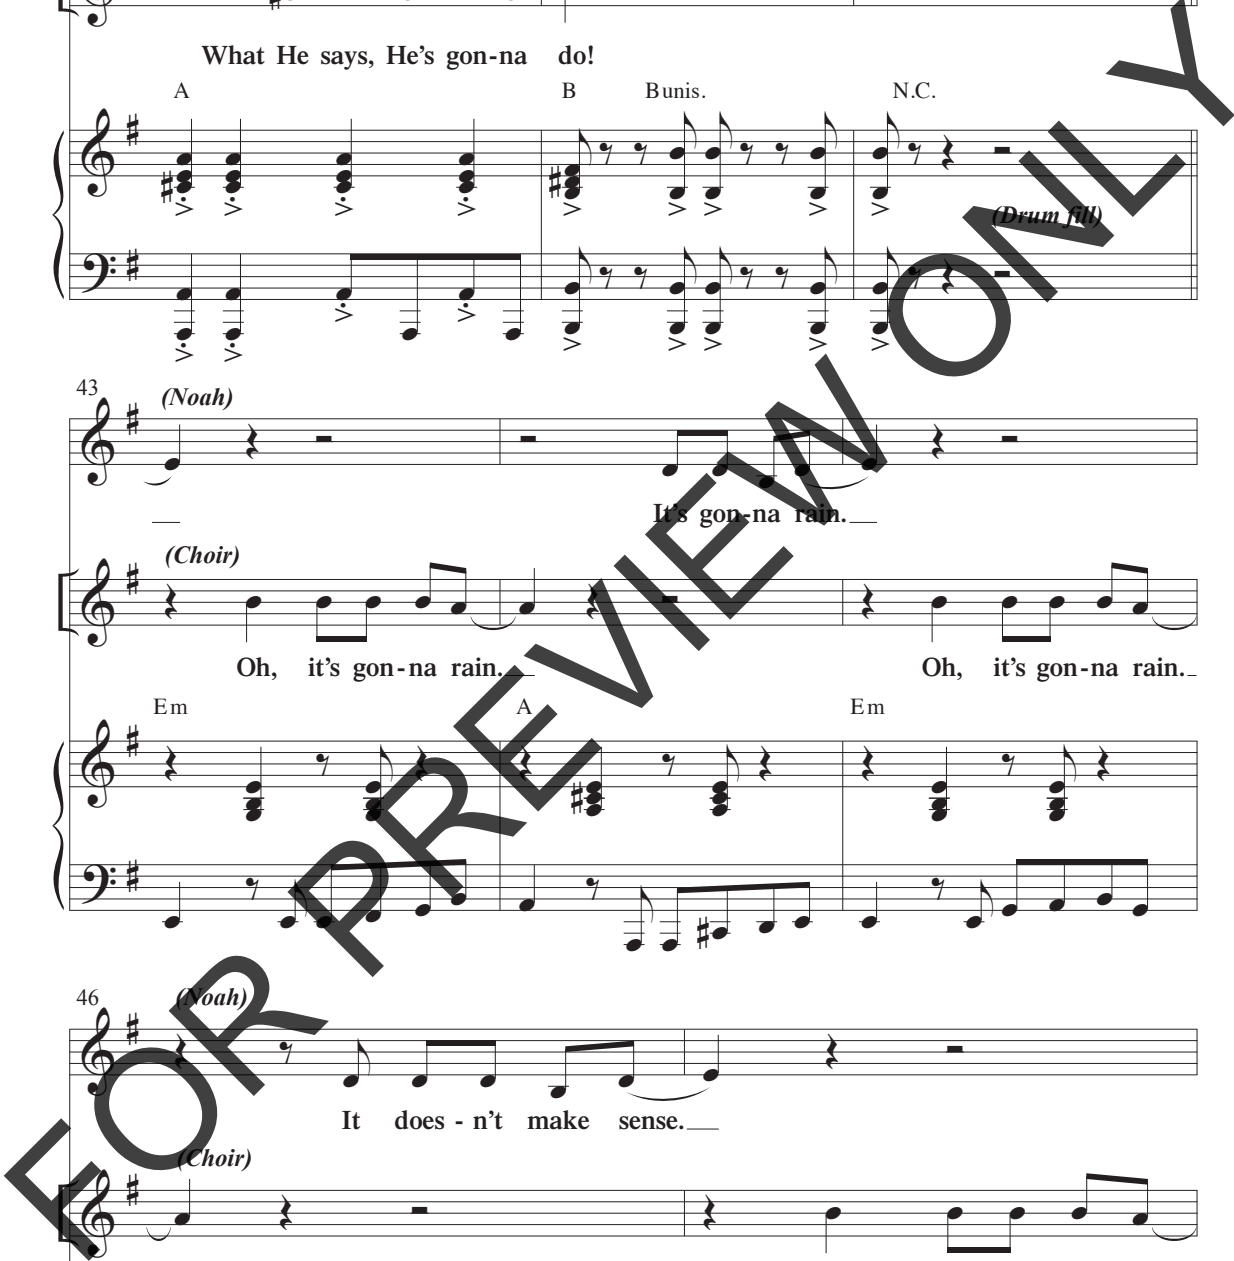 What He says, He's gon-na do!
A B B unis. N.C.
(Drum fill)
43
(Noah)
It's gon-na rain.
(Choir)
Oh, it's gon-na rain. Oh, it's gon-na rain.
Em A Em
46 (Noah)
It does - n't make sense.
(Choir)
FOR PREVIEW ONLY